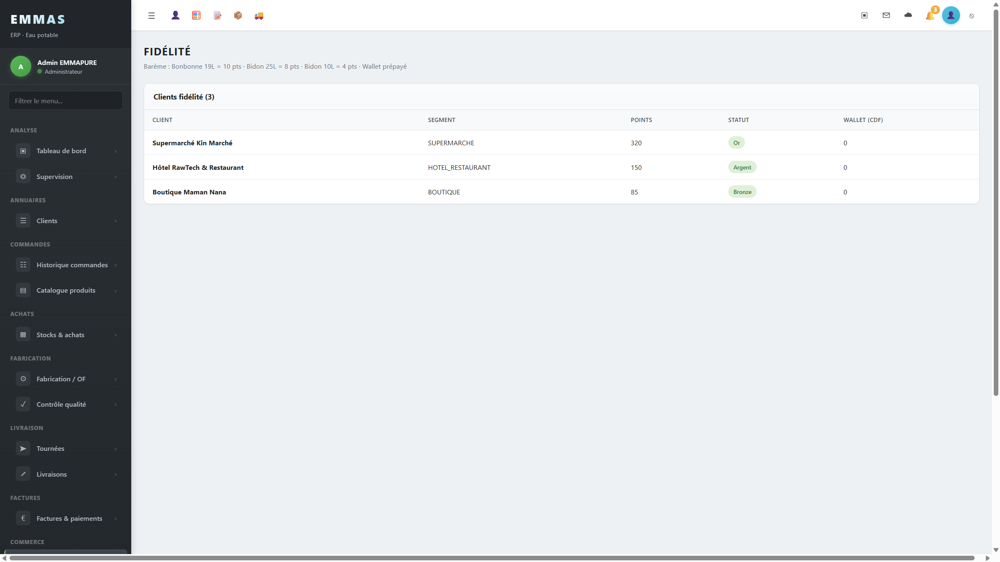 EMMAS
ERP · Eau potable
A
Admin EMMAPURE
Administrateur
Filtrer le menu...
ANALYSE
Tableau de bord
Supervision
ANNUAIRES
Clients
COMMANDES
Historique commandes
Catalogue produits
ACHATS
Stocks & achats
FABRICATION
Fabrication / OF
Contrôle qualité
LIVRAISON
Tournées
Livraisons
FACTURES
€ Factures & paiements
COMMERCE
3
FIDÉLITÉ
Barème : Bonbonne 19L = 10 pts · Bidon 25L = 8 pts · Bidon 10L = 4 pts · Wallet prépayé
Clients fidélité (3)
CLIENT SEGMENT POINTS STATUT WALLET (CDF)
Supermarché Kin Marché SUPERMARCHE 320 Or 0
Hôtel RawTech & Restaurant HOTEL_RESTAURANT 150 Argent 0
Boutique Maman Nana BOUTIQUE 85 Bronze 0